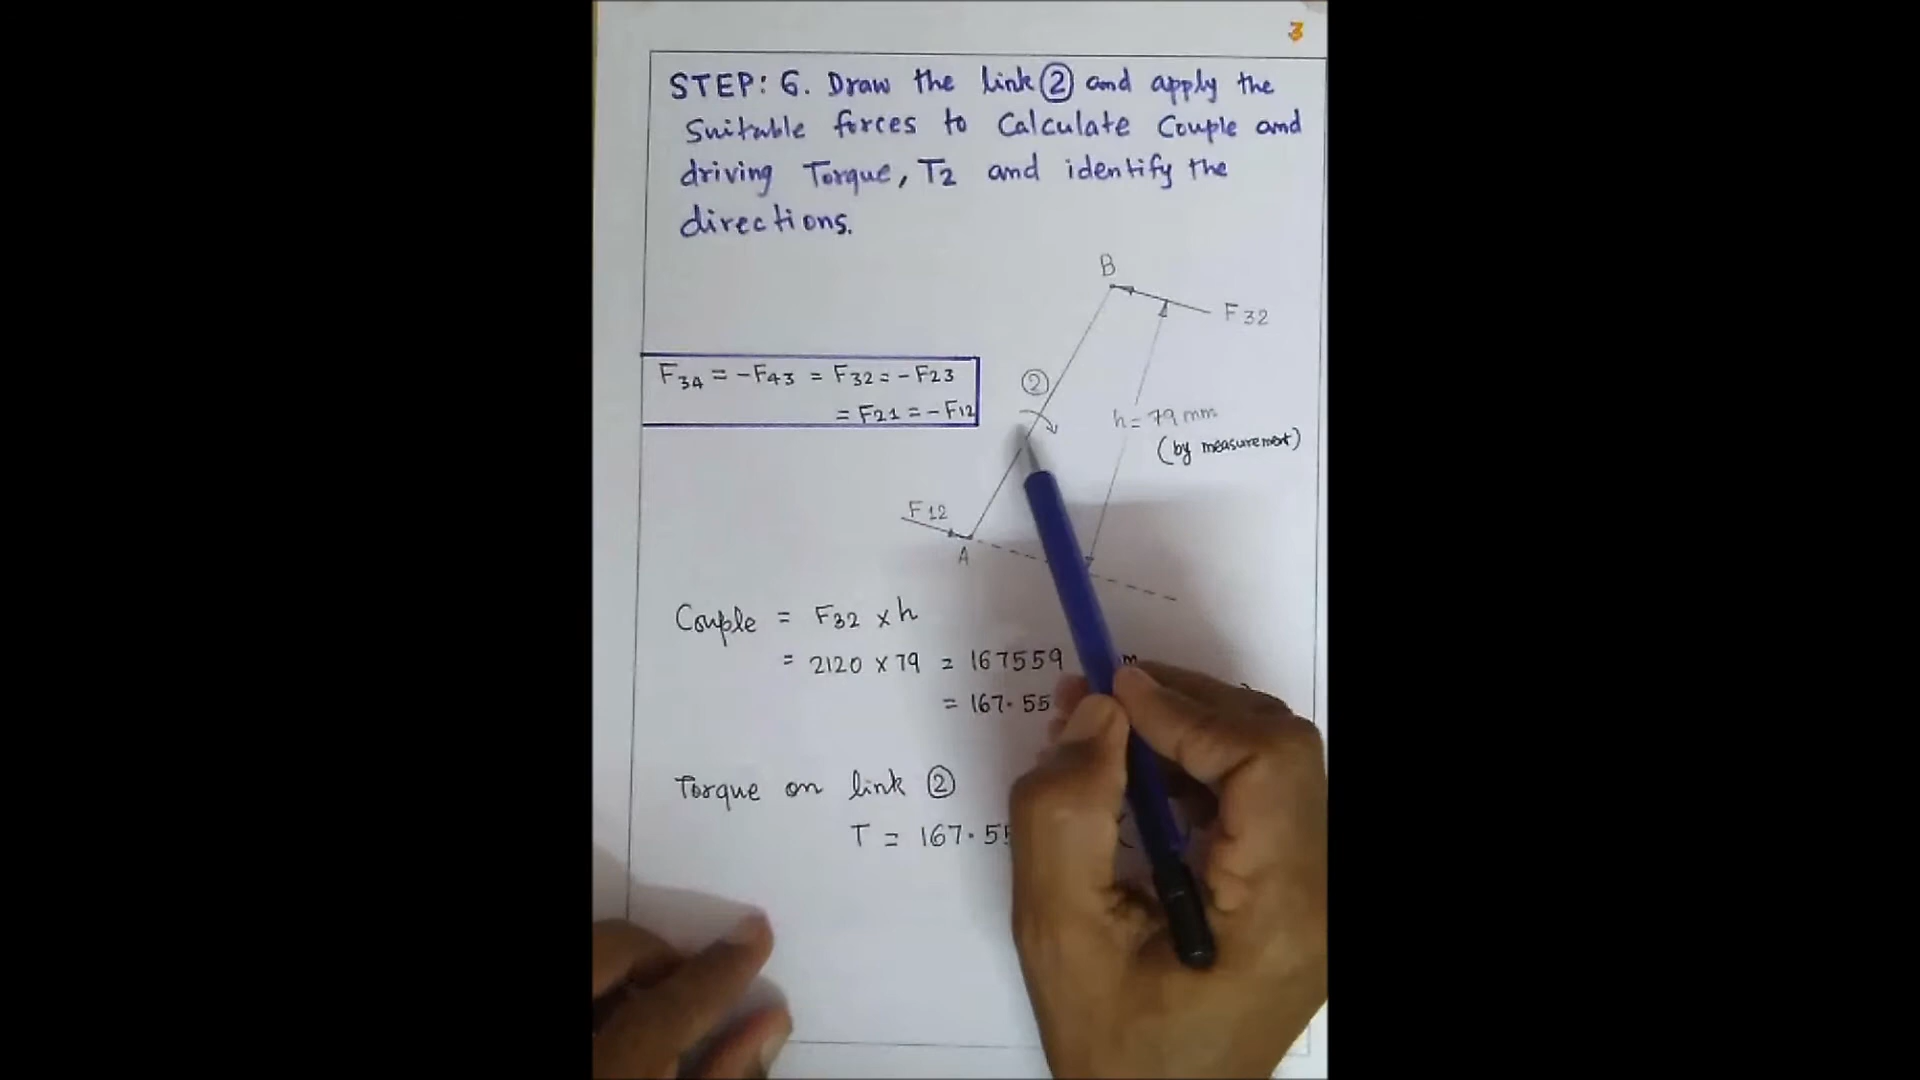 3
STEP: 6. Draw the link ② and apply the
Suitable forces to Calculate Couple and
driving Torque, T2 and identify the
directions.
B
F32
F34 = -F43 = F32 = -F23
= F21 = -F12
②
h = 79 mm
(by measurement)
F12
A
Couple = F32 × h
= 2120 × 79 = 167559
= 167.55
Torque on link ②
T = 167.55